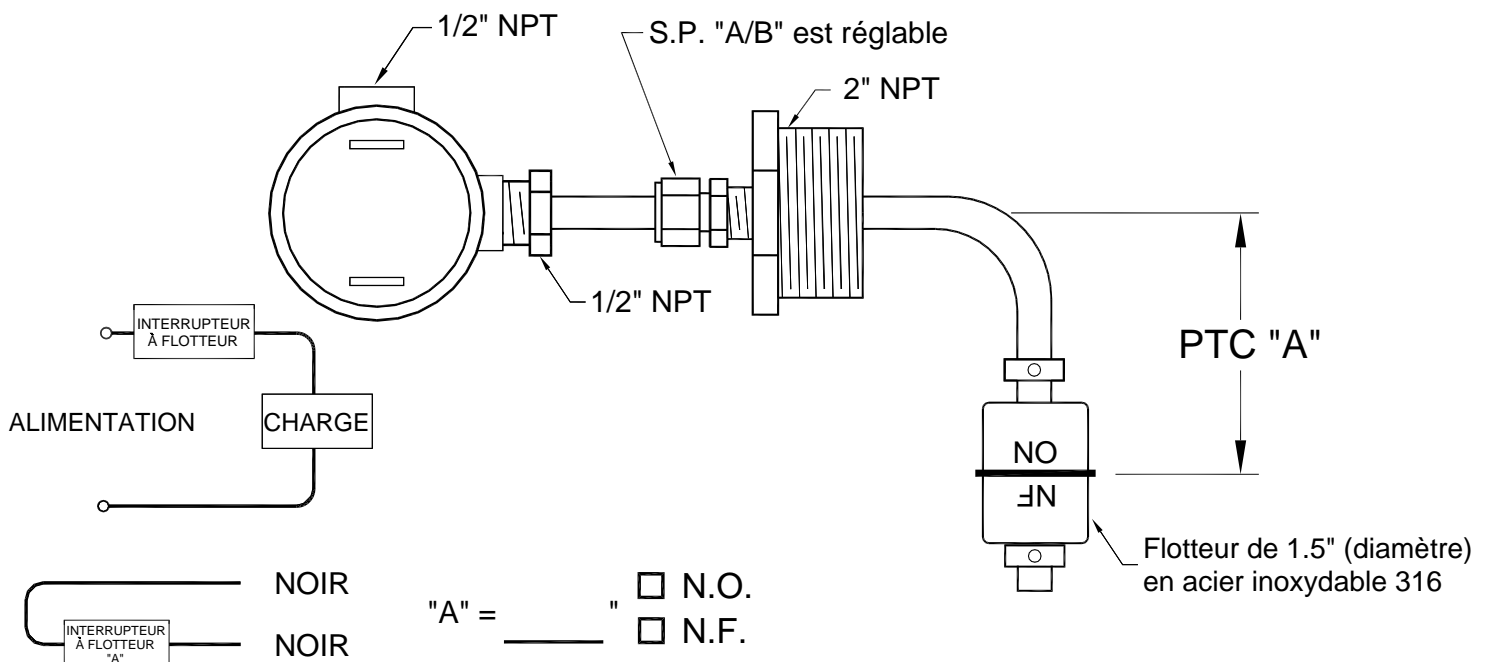 1/2" NPT
S.P. "A/B" est réglable
2" NPT
1/2" NPT
INTERRUPTEUR
À FLOTTEUR
PTC "A"
ALIMENTATION
CHARGE
NO
NF
Flotteur de 1.5" (diamètre)
en acier inoxydable 316
NOIR
INTERRUPTEUR
À FLOTTEUR
"A"
NOIR
"A" = ______ "
N.O.
N.F.